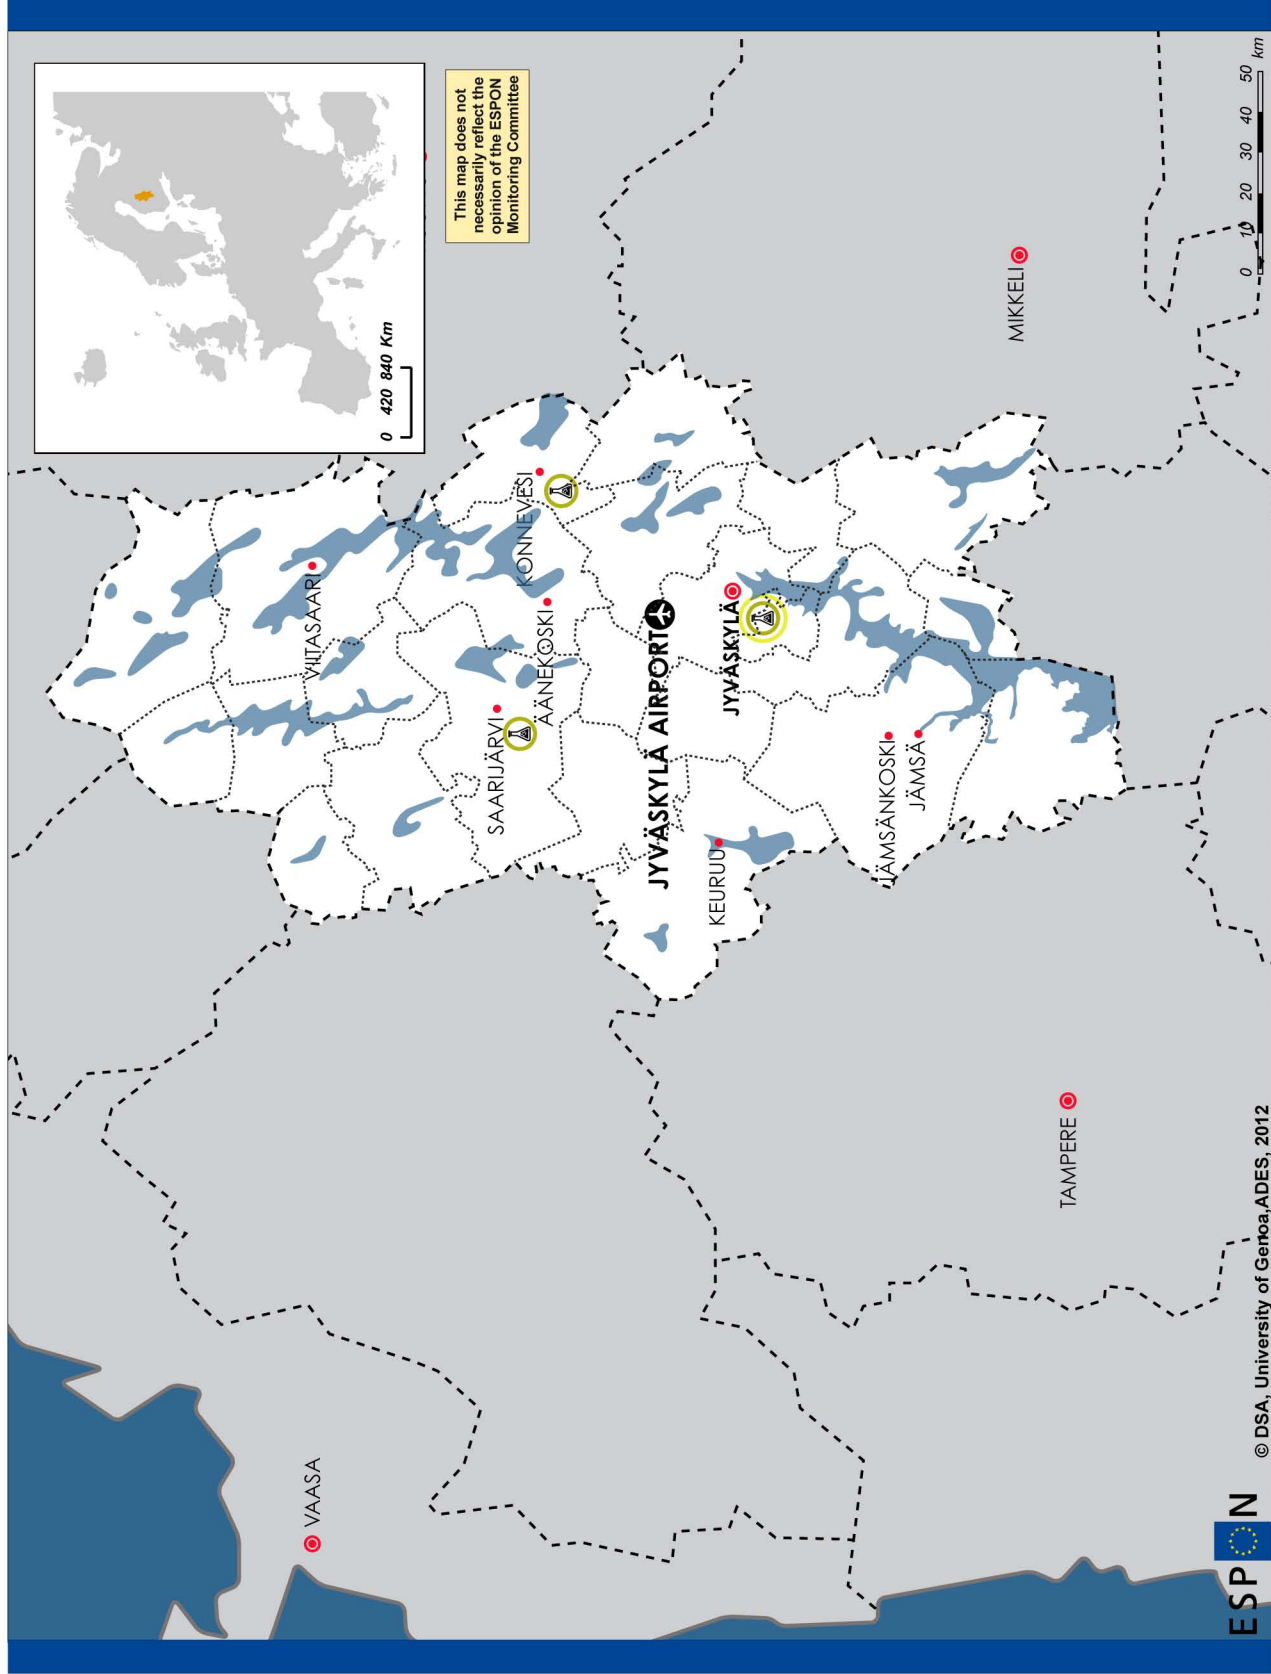 0 420 840 Km
This map does not
necessarily reflect the
opinion of the ESPON
Monitoring Committee
VIITASAARI
KONNEVESI
SAARIJÄRVI
ÄÄNEKOSKI
JYVÄSKYLÄ AIRPORT
JYVÄSKYLÄ
KEURUU
JÄMSÄNKOSKI
JÄMSÄ
MIKKELI
TAMPERE
VAASA
ESP N
© DSA, University of Genoa,ADES, 2012
0 10 20 30 40 50 km